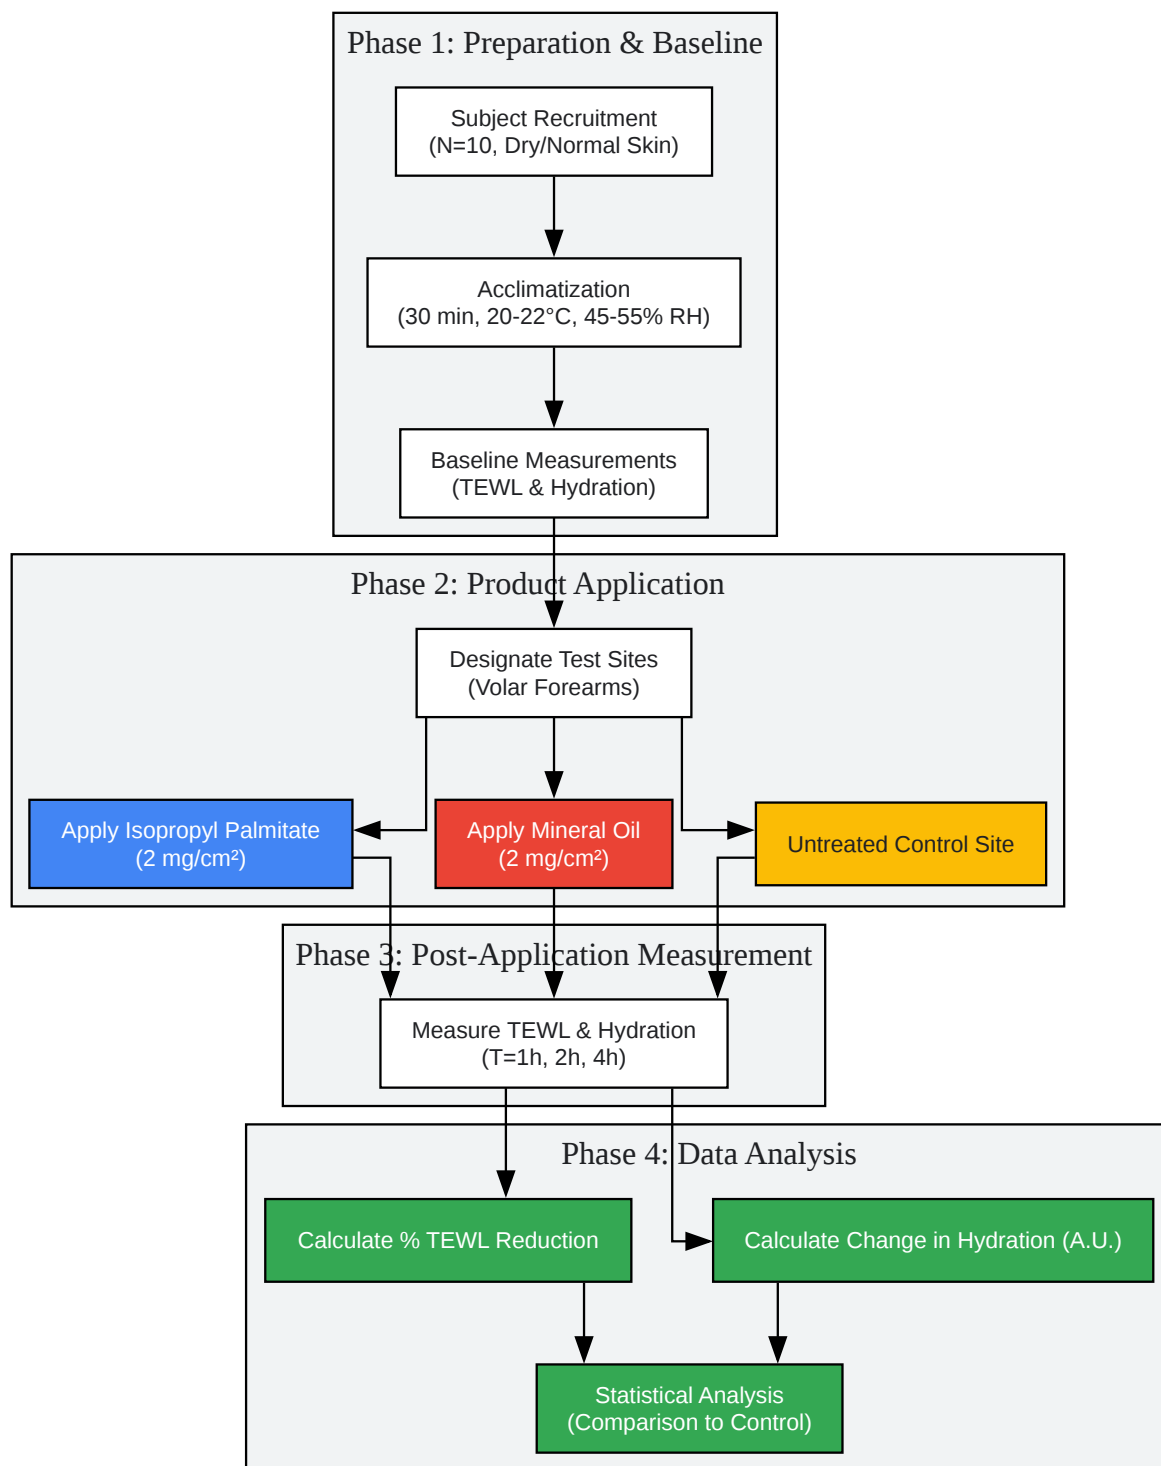 Phase 1: Preparation & Baseline
Subject Recruitment
(N=10, Dry/Normal Skin)
Acclimatization
(30 min, 20-22°C, 45-55% RH)
Baseline Measurements
(TEWL & Hydration)
Phase 2: Product Application
Designate Test Sites
(Volar Forearms)
Apply Isopropyl Palmitate
(2 mg/cm²)
Apply Mineral Oil
(2 mg/cm²)
Untreated Control Site
Phase 3: Post-Application Measurement
Measure TEWL & Hydration
(T=1h, 2h, 4h)
Phase 4: Data Analysis
Calculate % TEWL Reduction
Calculate Change in Hydration (A.U.)
Statistical Analysis
(Comparison to Control)